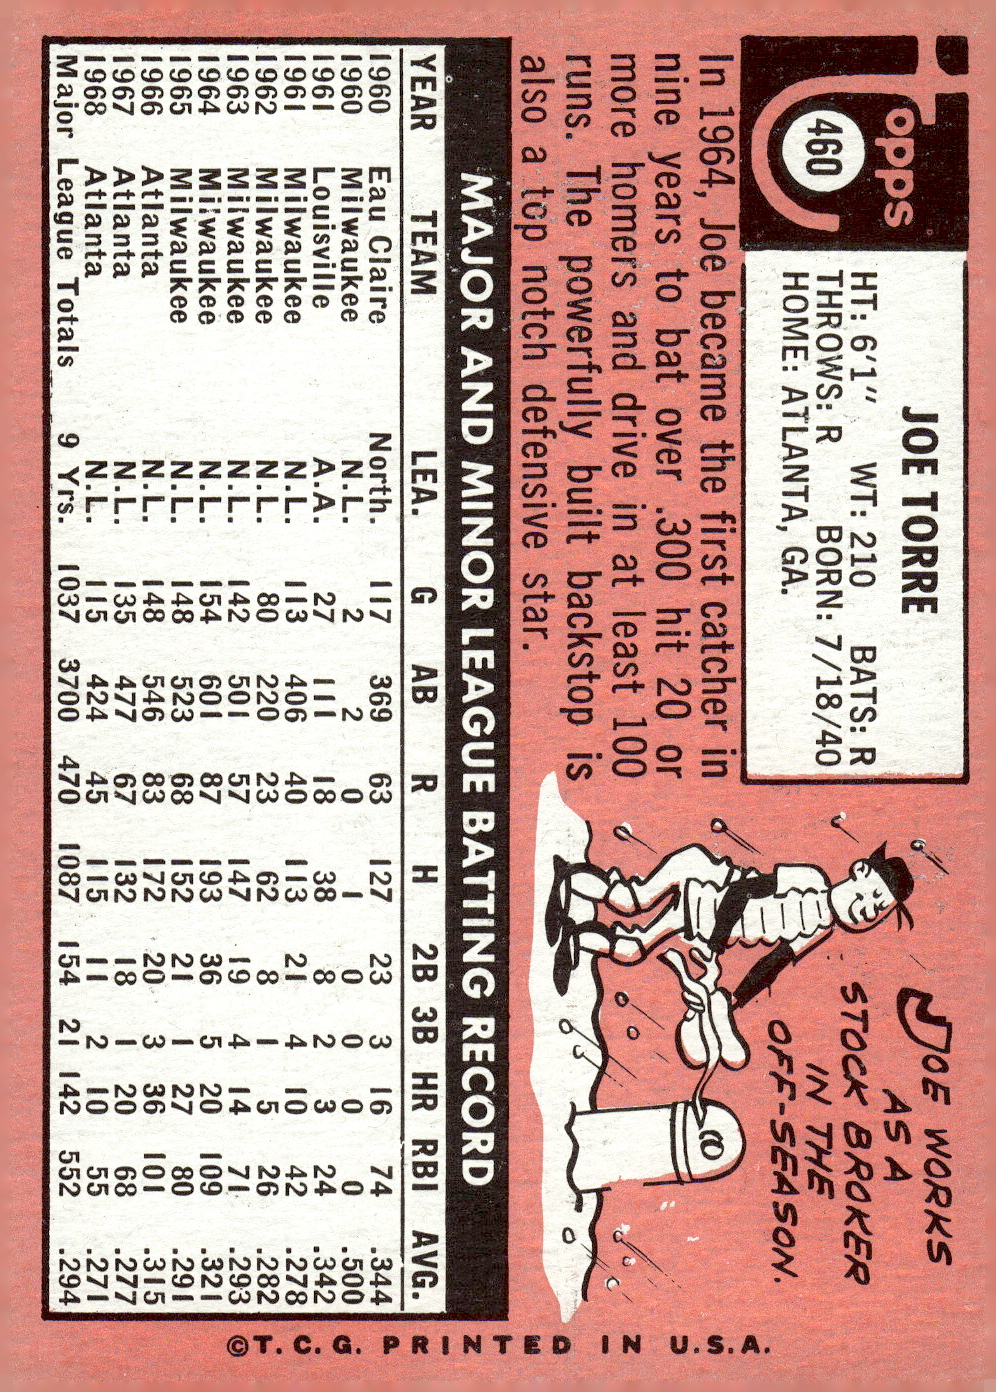 Topps
460
JOE TORRE
HT: 6'1" WT: 210 BATS: R
THROWS: R BORN: 7/18/40
HOME: ATLANTA, GA.
In 1964, Joe became the first catcher in
nine years to bat over .300 hit 20 or
more homers and drive in at least 100
runs. The powerfully built backstop is
also a top notch defensive star.
JOE WORKS
AS A
STOCK BROKER
IN THE
OFF-SEASON.
MAJOR AND MINOR LEAGUE BATTING RECORD
YEAR TEAM LEA. G AB R H 2B 3B HR RBI AVG.
1960 Eau Claire North. 117 369 63 127 23 3 16 74 .344
1960 Milwaukee N.L. 2 2 0 1 0 0 0 0 .500
1961 Louisville A.A. 27 111 18 38 8 2 3 24 .342
1961 Milwaukee N.L. 113 406 40 113 21 4 10 42 .278
1962 Milwaukee N.L. 80 220 23 62 8 1 5 26 .282
1963 Milwaukee N.L. 142 501 57 147 19 4 14 71 .293
1964 Milwaukee N.L. 154 601 87 193 36 5 20 109 .321
1965 Milwaukee N.L. 148 523 68 152 21 1 27 80 .291
1966 Atlanta N.L. 148 546 83 172 20 3 36 101 .315
1967 Atlanta N.L. 135 477 67 132 18 1 20 68 .277
1968 Atlanta N.L. 115 424 45 115 11 2 10 55 .271
Major League Totals 9 Yrs. 1037 3700 470 1087 154 21 142 552 .294
©T.C.G. PRINTED IN U.S.A.